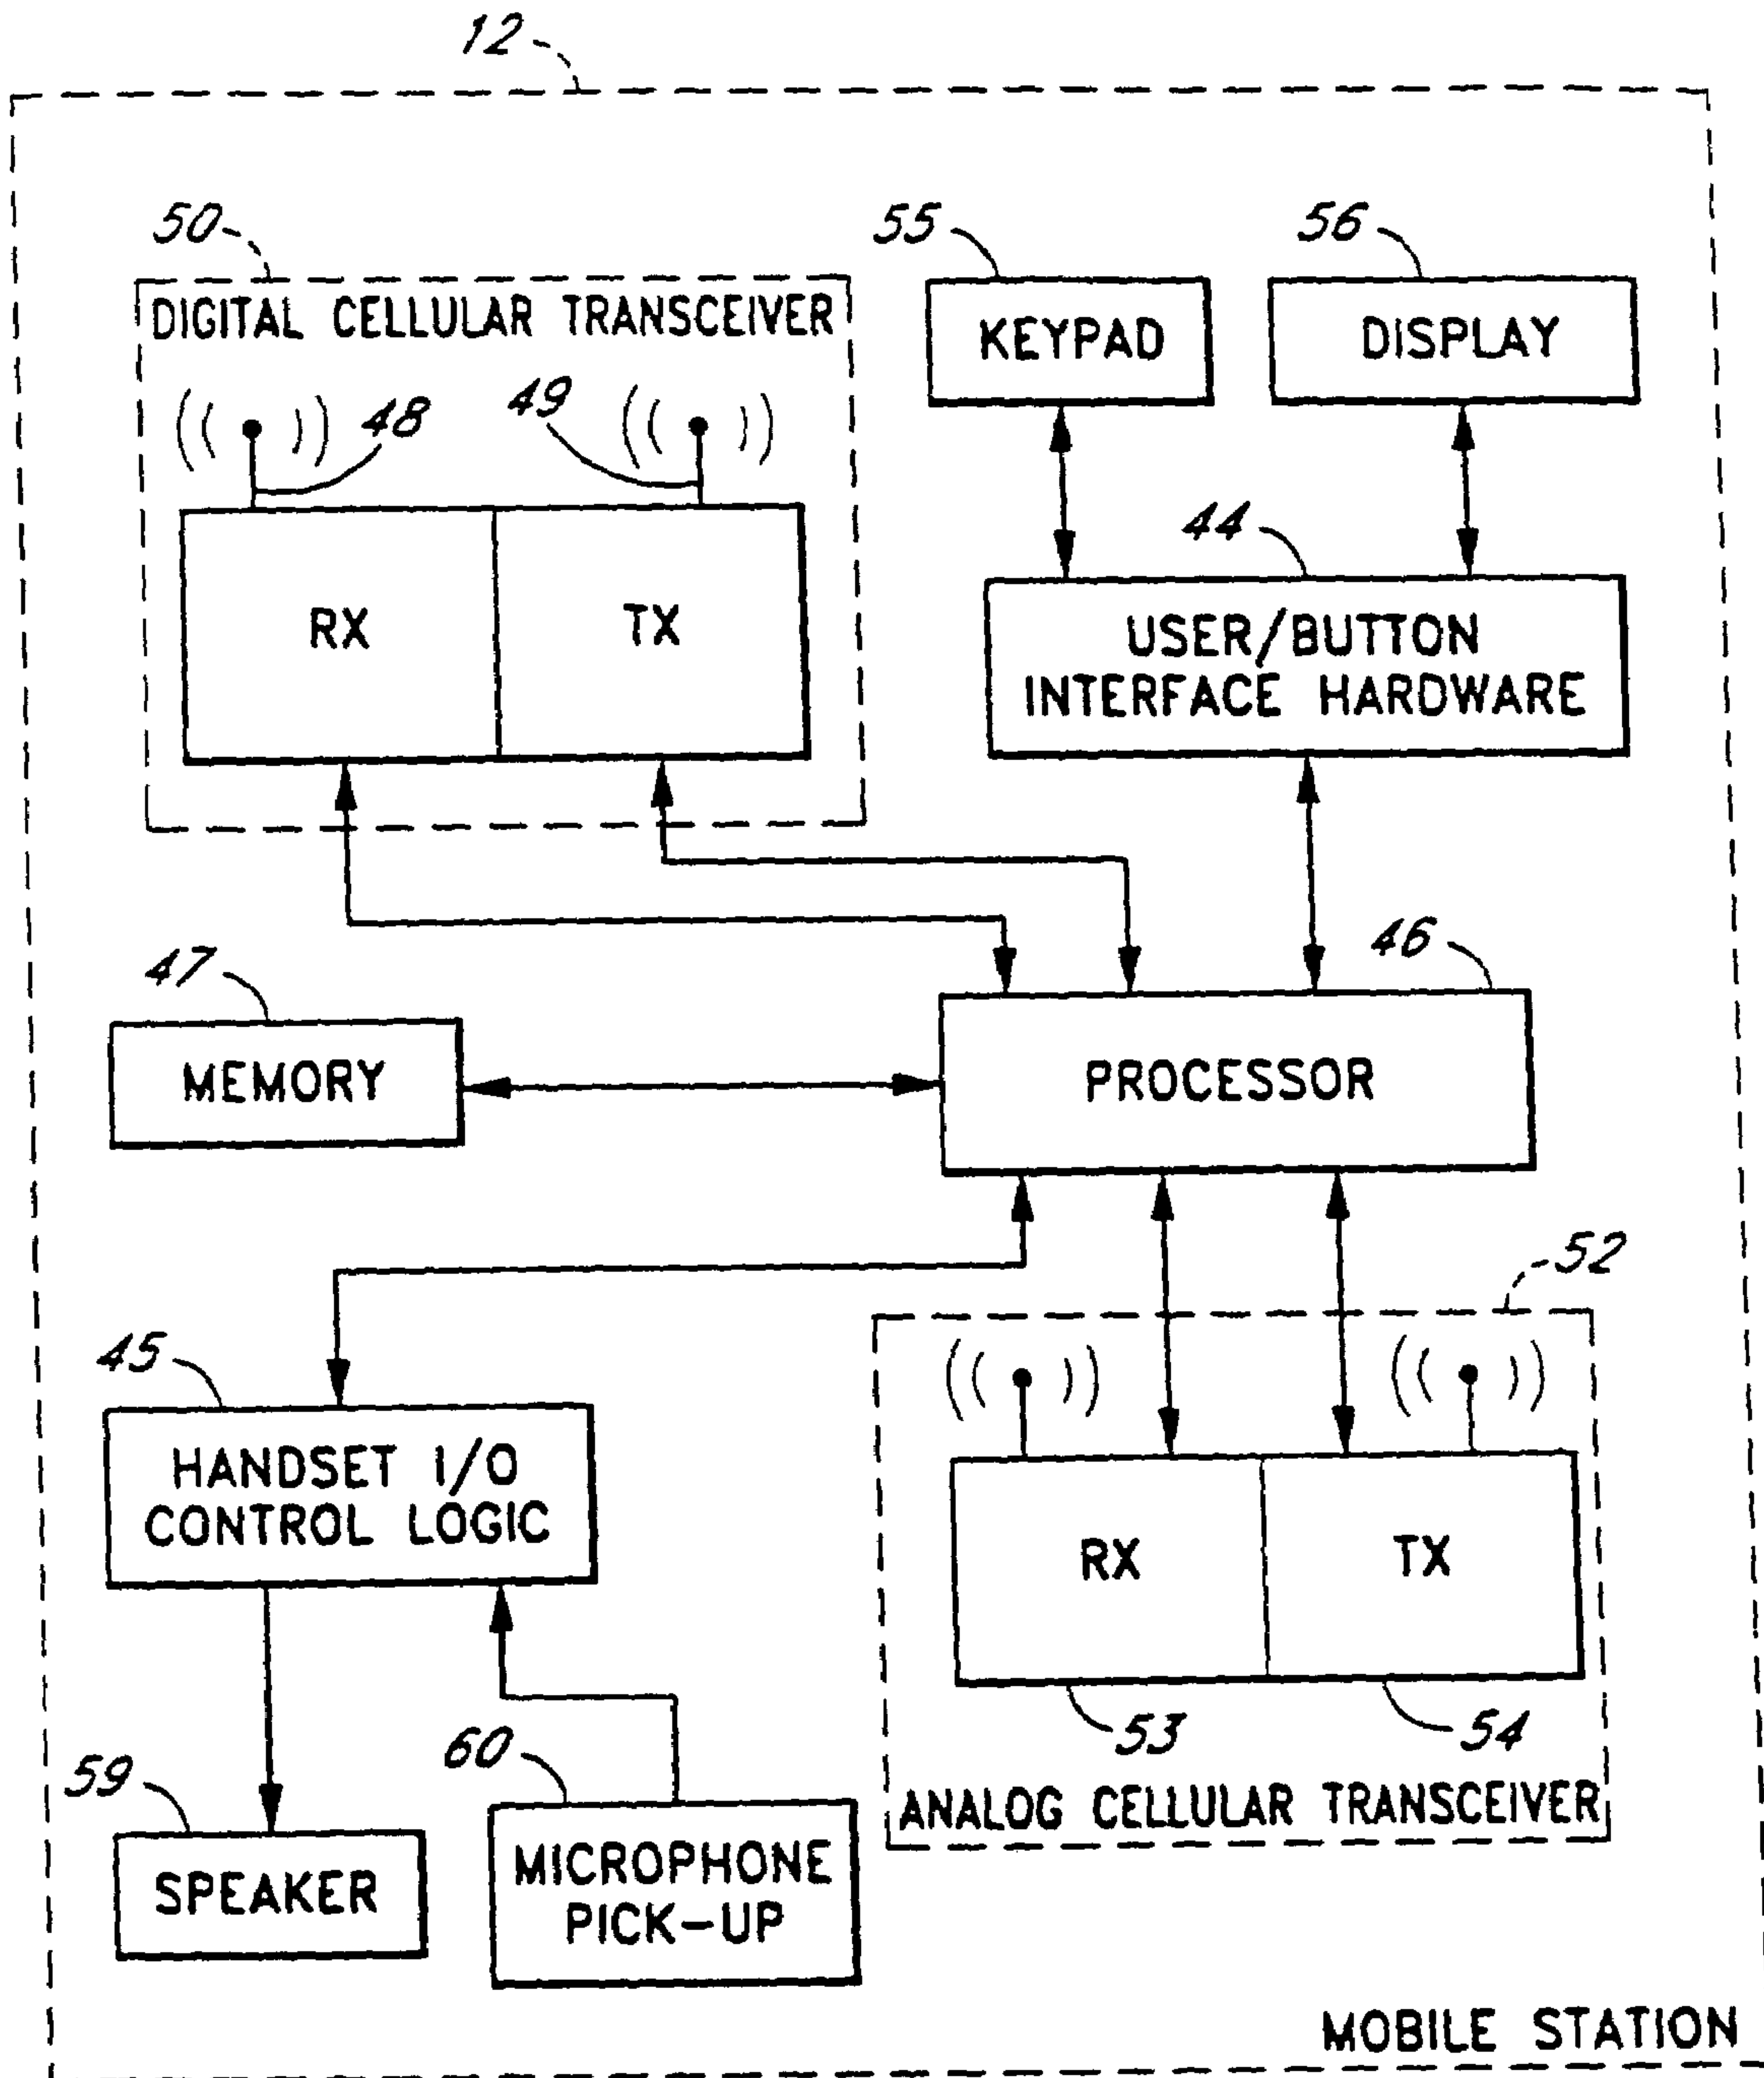 12
50
DIGITAL CELLULAR TRANSCEIVER
48
49
RX
TX
55
KEYPAD
56
DISPLAY
44
USER/BUTTON
INTERFACE HARDWARE
47
MEMORY
46
PROCESSOR
45
HANDSET I/O
CONTROL LOGIC
52
RX
TX
53
54
ANALOG CELLULAR TRANSCEIVER
59
SPEAKER
60
MICROPHONE
PICK-UP
MOBILE STATION